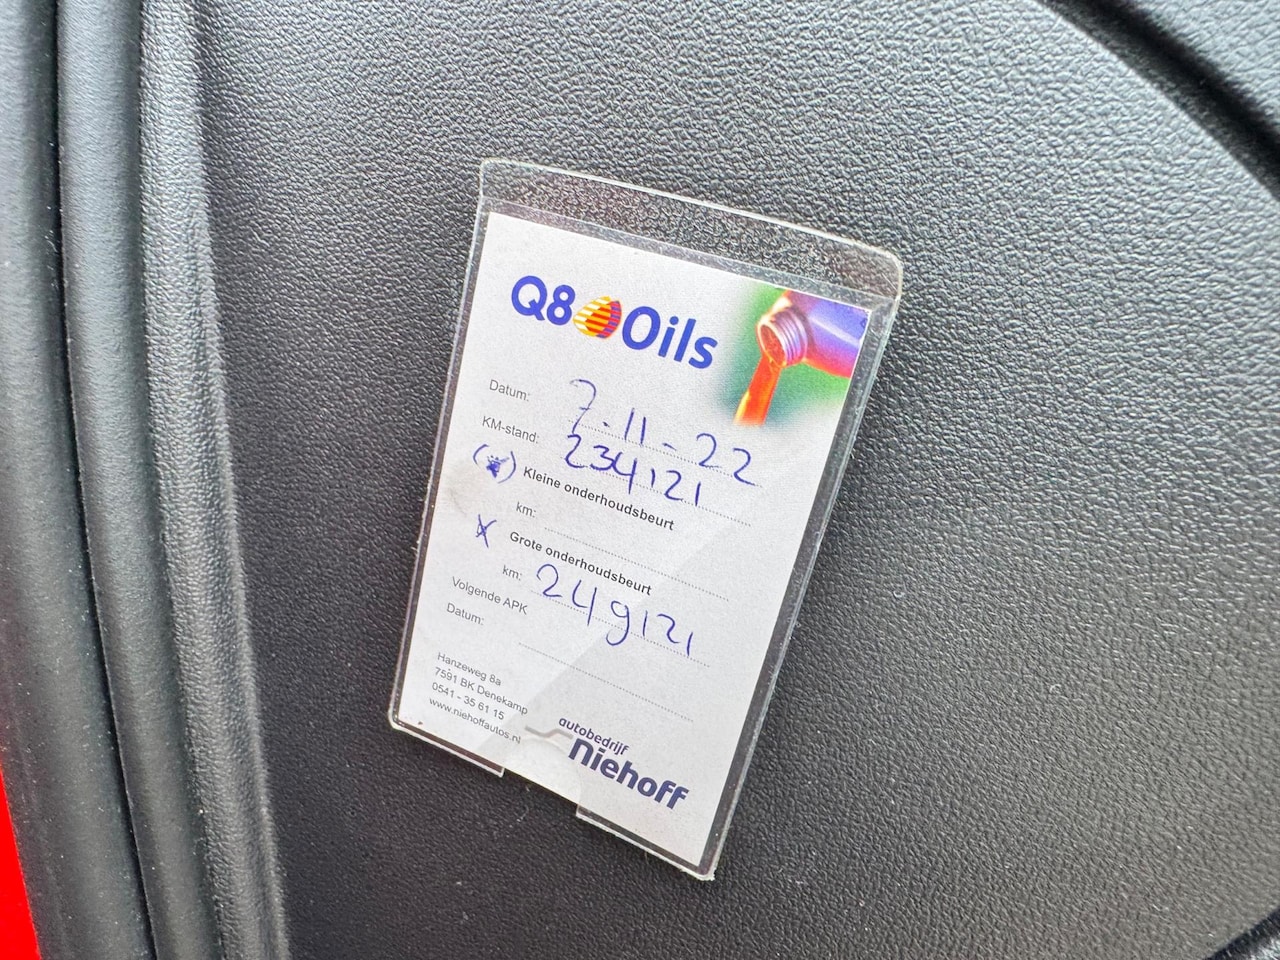 Q8 Oils
Datum: 7-11-22
KM-stand: 234121
(x) Kleine onderhoudsbeurt
km:
x Grote onderhoudsbeurt
km: 249121
Volgende APK
Datum:
Hanzeweg 8a
7591 BK Denekamp
0541 - 35 61 15
www.niehoffautos.nl
autobedrijf
Niehoff